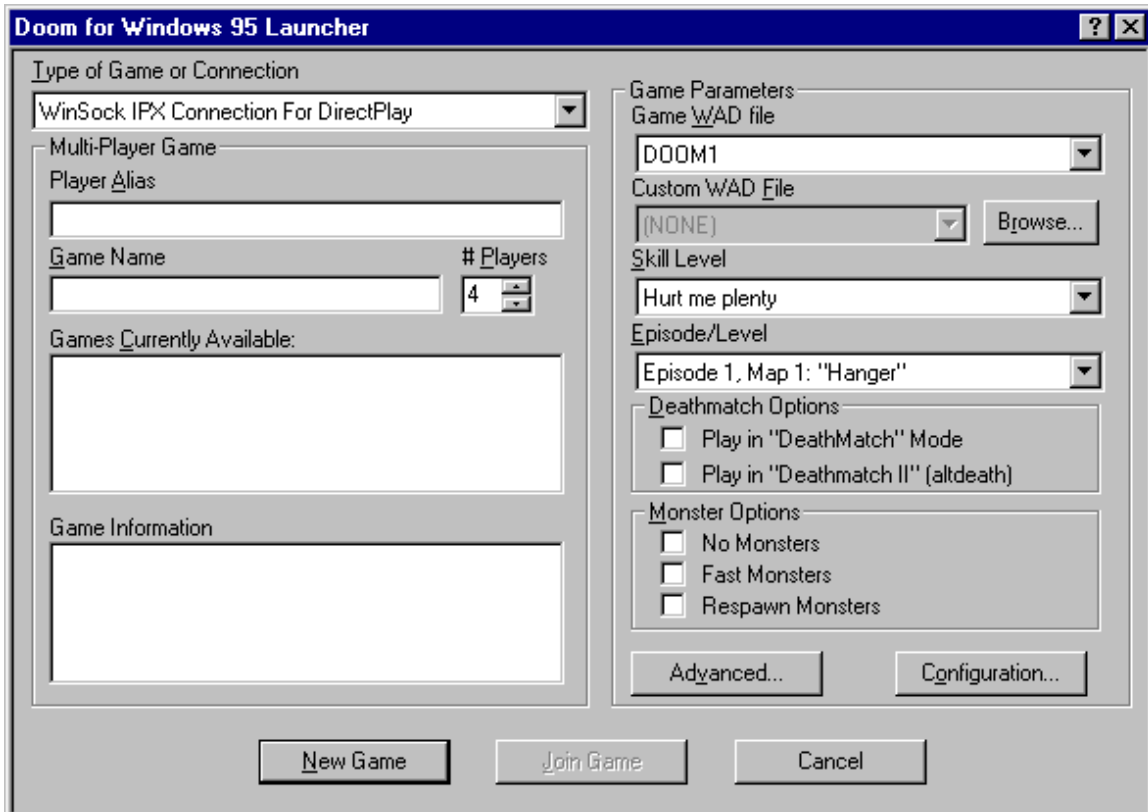 Doom for Windows 95 Launcher
Type of Game or Connection
WinSock IPX Connection For DirectPlay
Multi-Player Game
Player Alias
Game Name
# Players
4
Games Currently Available:
Game Information
Game Parameters
Game WAD file
DOOM1
Custom WAD File
(NONE)
Browse...
Skill Level
Hurt me plenty
Episode/Level
Episode 1, Map 1: "Hanger"
Deathmatch Options
Play in "DeathMatch" Mode
Play in "Deathmatch II" (altdeath)
Monster Options
No Monsters
Fast Monsters
Respawn Monsters
Advanced...
Configuration...
New Game
Join Game
Cancel